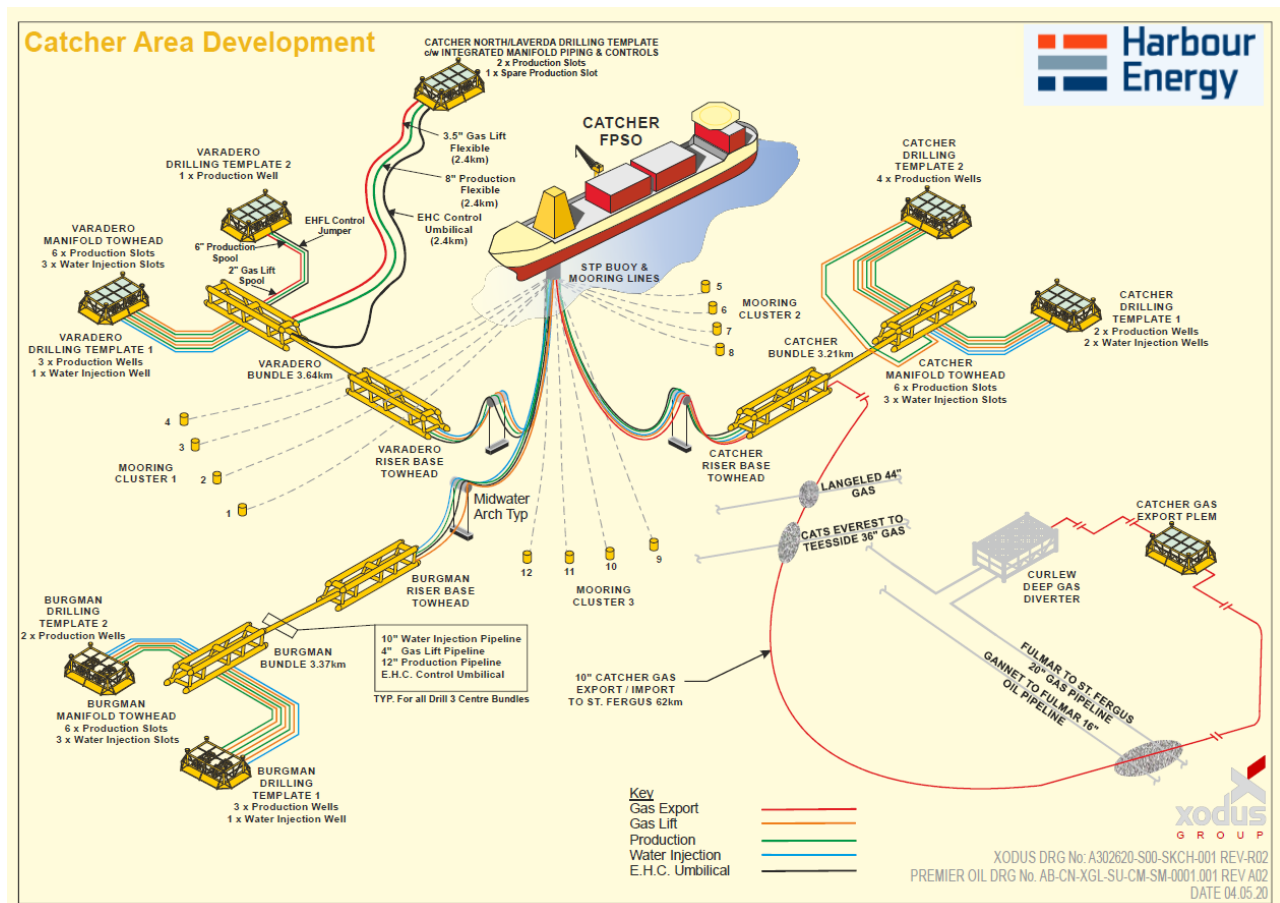 Catcher Area Development
CATCHER NORTH/LAVERDA DRILLING TEMPLATE
c/w INTEGRATED MANIFOLD PIPING & CONTROLS
2 x Production Slots
1 x Spare Production Slot
Harbour
Energy
3.5" Gas Lift
Flexible
(2.4km)
8" Production
Flexible
(2.4km)
EHC Control
Umbilical
(2.4km)
CATCHER
FPSO
STP BUOY &
MOORING LINES
VARADERO
DRILLING TEMPLATE 2
1 x Production Well
EHFL Control
Jumper
6" Production
Spool
2" Gas Lift
Spool
VARADERO
MANIFOLD TOWHEAD
6 x Production Slots
3 x Water Injection Slots
VARADERO
DRILLING TEMPLATE 1
3 x Production Wells
1 x Water Injection Well
VARADERO
BUNDLE 3.64km
VARADERO
RISER BASE
TOWHEAD
CATCHER
DRILLING
TEMPLATE 2
4 x Production Wells
CATCHER
DRILLING
TEMPLATE 1
2 x Production Wells
2 x Water Injection Wells
5
6
7
8
MOORING
CLUSTER 2
CATCHER
BUNDLE 3.21km
CATCHER
MANIFOLD TOWHEAD
6 x Production Slots
3 x Water Injection Slots
CATCHER
RISER BASE
TOWHEAD
4
3
2
1
MOORING
CLUSTER 1
Midwater
Arch Typ
12
11
10
9
MOORING
CLUSTER 3
LANGELED 44"
GAS
CATS EVEREST TO
TEESSIDE 36" GAS
CATCHER GAS
EXPORT PLEM
CURLEW
DEEP GAS
DIVERTER
FULMAR TO ST. FERGUS
20" GAS PIPELINE
GANNET TO FULMAR 16"
OIL PIPELINE
10" CATCHER GAS
EXPORT / IMPORT
TO ST. FERGUS 62km
BURGMAN
RISER BASE
TOWHEAD
BURGMAN
DRILLING
TEMPLATE 2
2 x Production Wells
BURGMAN
BUNDLE 3.37km
10" Water Injection Pipeline
4" Gas Lift Pipeline
12" Production Pipeline
E.H.C. Control Umbilical
TYP. For all Drill 3 Centre Bundles
BURGMAN
MANIFOLD TOWHEAD
6 x Production Slots
3 x Water Injection Slots
BURGMAN
DRILLING
TEMPLATE 1
3 x Production Wells
1 x Water Injection Well
Key
Gas Export
Gas Lift
Production
Water Injection
E.H.C. Umbilical
xodus
GROUP
XODUS DRG No: A302620-S00-SKCH-001 REV-R02
PREMIER OIL DRG No. AB-CN-XGL-SU-CM-SM-0001.001 REV A02
DATE 04.05.20